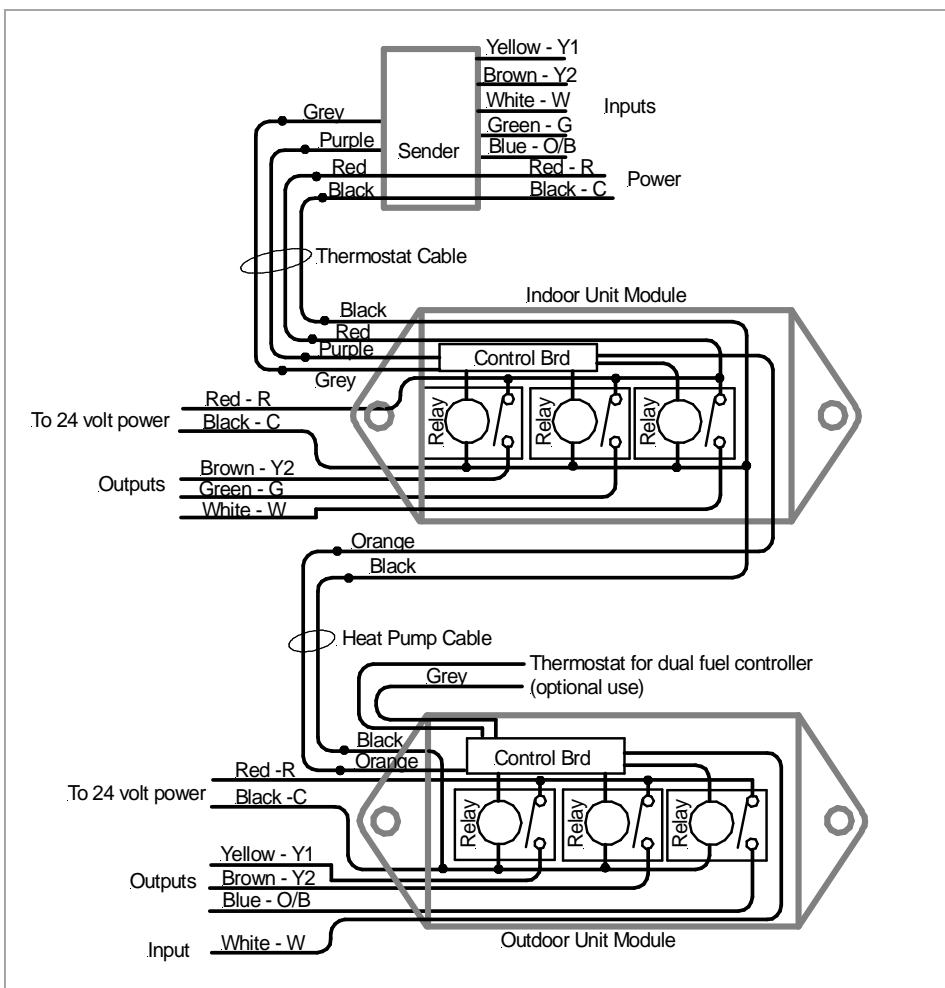 Yellow - Y1
Brown - Y2
White - W
Inputs
Green - G
Blue - O/B
Grey
Purple
Sender
Red
Red - R
Power
Black
Black - C
Thermostat Cable
Indoor Unit Module
Black
Red
Purple
Control Brd
Grey
Red - R
To 24 volt power
Black - C
Relay
Relay
Relay
Brown - Y2
Outputs
Green - G
White - W
Orange
Black
Heat Pump Cable
Thermostat for dual fuel controller
Grey
(optional use)
Black
Control Brd
Orange
Red -R
To 24 volt power
Black -C
Relay
Relay
Relay
Yellow - Y1
Outputs
Brown - Y2
Blue - O/B
Input
White - W
Outdoor Unit Module